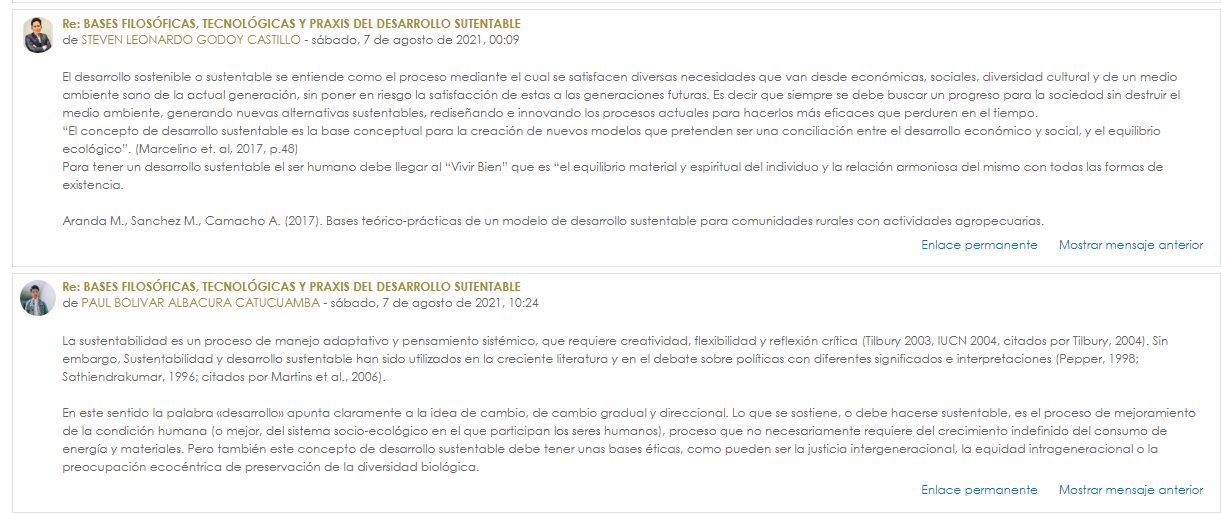 Re: BASES FILOSÓFICAS, TECNOLÓGICAS Y PRAXIS DEL DESARROLLO SUTENTABLE
de STEVEN LEONARDO GODOY CASTILLO - sábado, 7 de agosto de 2021, 00:09
El desarrollo sostenible o sustentable se entiende como el proceso mediante el cual se satisfacen diversas necesidades que van desde económicas, sociales, diversidad cultural y de un medio
ambiente sano de la actual generación, sin poner en riesgo la satisfacción de estas a las generaciones futuras. Es decir que siempre se debe buscar un progreso para la sociedad sin destruir el
medio ambiente, generando nuevas alternativas sustentables, rediseñando e innovando los procesos actuales para hacerlos más eficaces que perduren en el tiempo.
“El concepto de desarrollo sustentable es la base conceptual para la creación de nuevos modelos que pretenden ser una conciliación entre el desarrollo económico y social, y el equilibrio
ecológico”. (Marcelino et. al, 2017, p.48)
Para tener un desarrollo sustentable el ser humano debe llegar al “Vivir Bien” que es “el equilibrio material y espiritual del individuo y la relación armoniosa del mismo con todas las formas de
existencia.
Aranda M., Sanchez M., Camacho A. (2017). Bases teórico-prácticas de un modelo de desarrollo sustentable para comunidades rurales con actividades agropecuarias.
Enlace permanente Mostrar mensaje anterior
Re: BASES FILOSÓFICAS, TECNOLÓGICAS Y PRAXIS DEL DESARROLLO SUTENTABLE
de PAUL BOLIVAR ALBACURA CATUCUAMBA - sábado, 7 de agosto de 2021, 10:24
La sustentabilidad es un proceso de manejo adaptativo y pensamiento sistémico, que requiere creatividad, flexibilidad y reflexión crítica (Tilbury 2003, IUCN 2004, citados por Tilbury, 2004). Sin
embargo, Sustentabilidad y desarrollo sustentable han sido utilizados en la creciente literatura y en el debate sobre políticas con diferentes significados e interpretaciones (Pepper, 1998;
Sathiendrakumar, 1996; citados por Martins et al., 2006).
En este sentido la palabra «desarrollo» apunta claramente a la idea de cambio, de cambio gradual y direccional. Lo que se sostiene, o debe hacerse sustentable, es el proceso de mejoramiento
de la condición humana (o mejor, del sistema socio-ecológico en el que participan los seres humanos), proceso que no necesariamente requiere del crecimiento indefinido del consumo de
energía y materiales. Pero también este concepto de desarrollo sustentable debe tener unas bases éticas, como pueden ser la justicia intergeneracional, la equidad intrageneracional o la
preocupación ecocéntrica de preservación de la diversidad biológica.
Enlace permanente Mostrar mensaje anterior